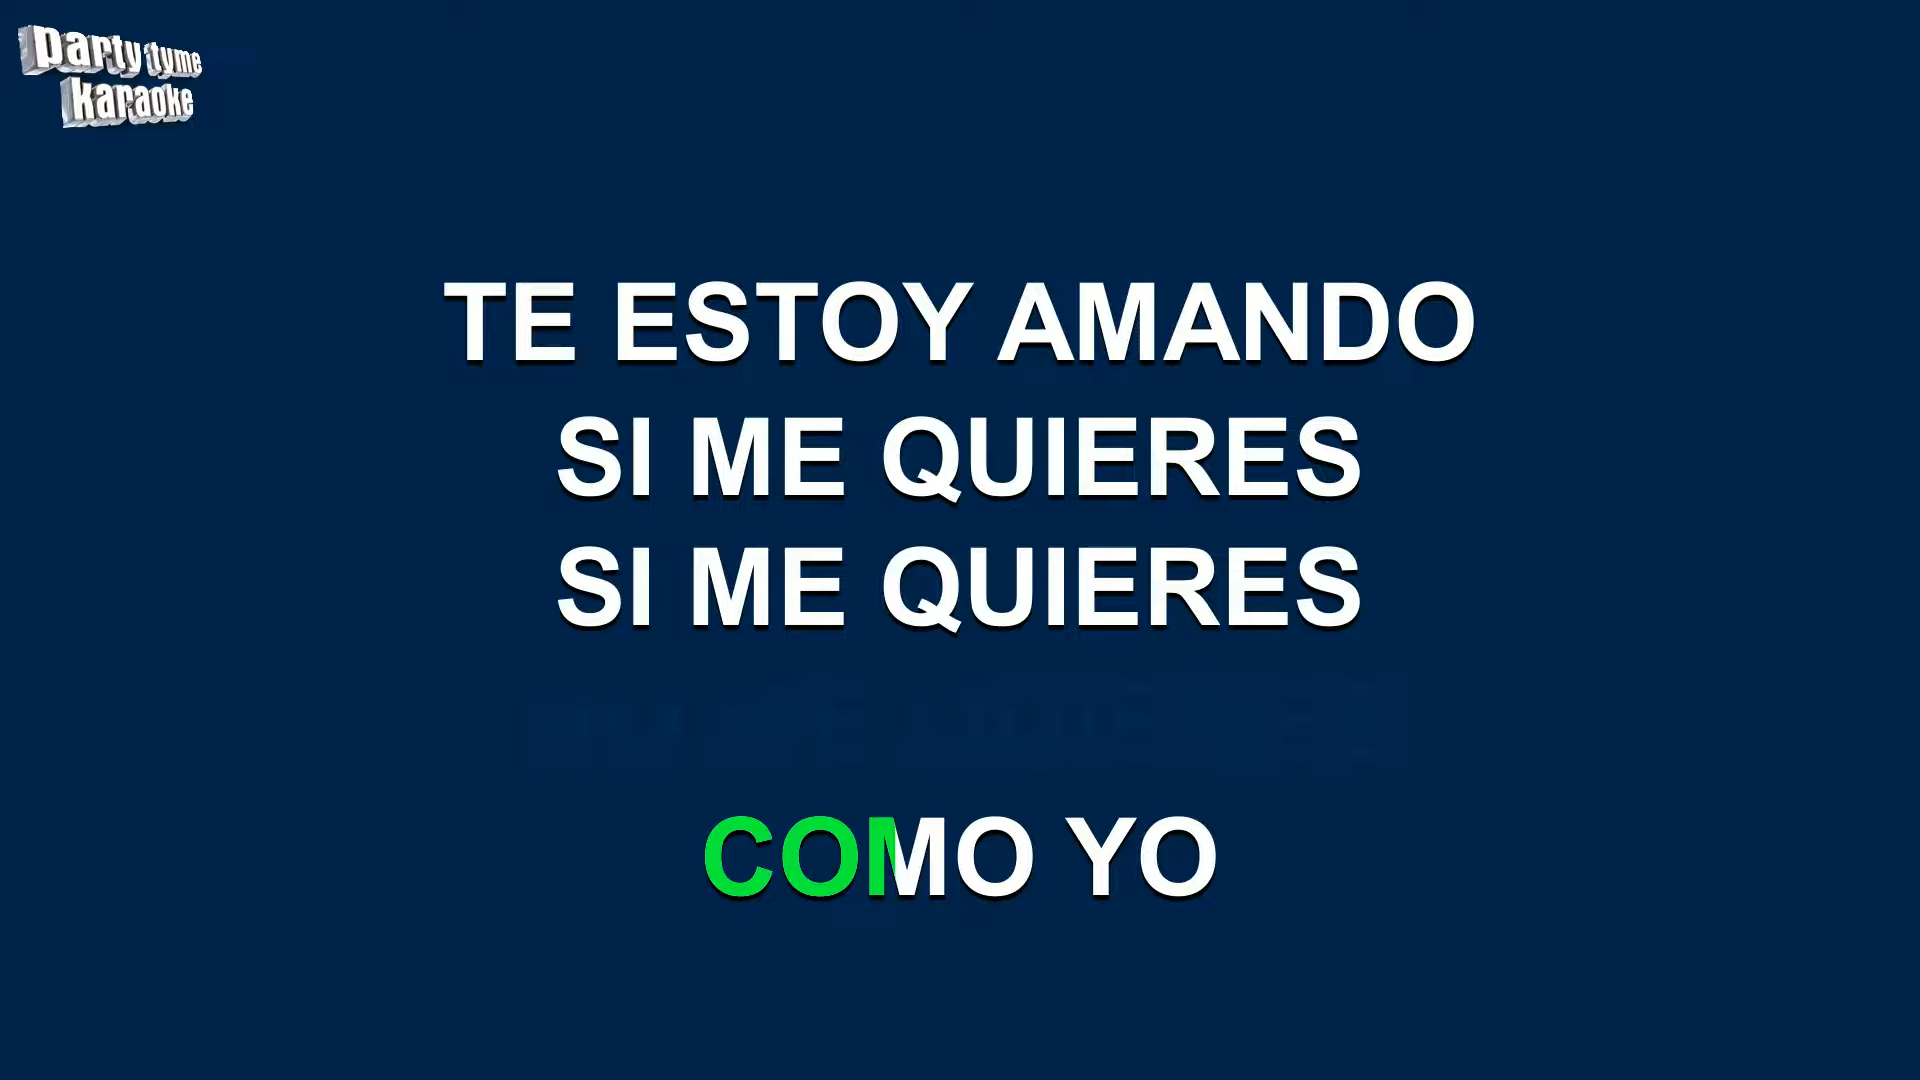 party tyme
karaoke
TE ESTOY AMANDO
SI ME QUIERES
SI ME QUIERES
COMO YO